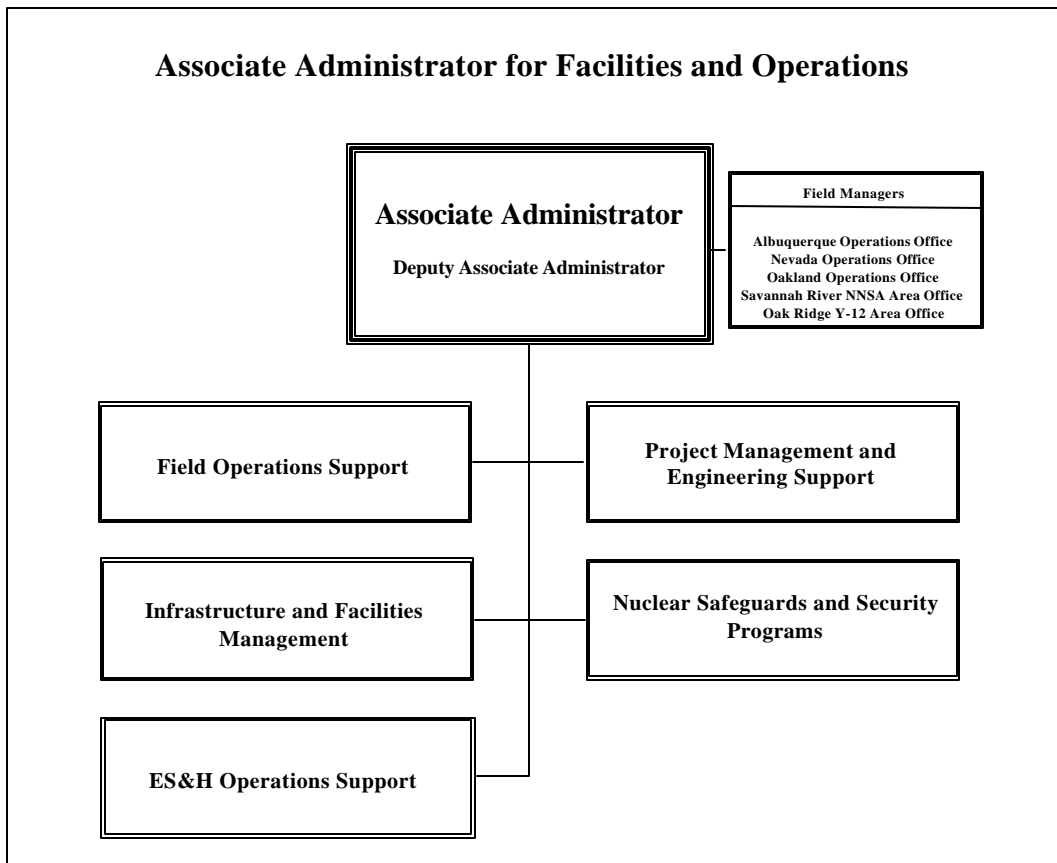 Associate Administrator for Facilities and Operations
Associate Administrator
Deputy Associate Administrator
Field Managers
Albuquerque Operations Office
Nevada Operations Office
Oakland Operations Office
Savannah River NNSA Area Office
Oak Ridge Y-12 Area Office
Field Operations Support
Project Management and
Engineering Support
Infrastructure and Facilities
Management
Nuclear Safeguards and Security
Programs
ES&H Operations Support